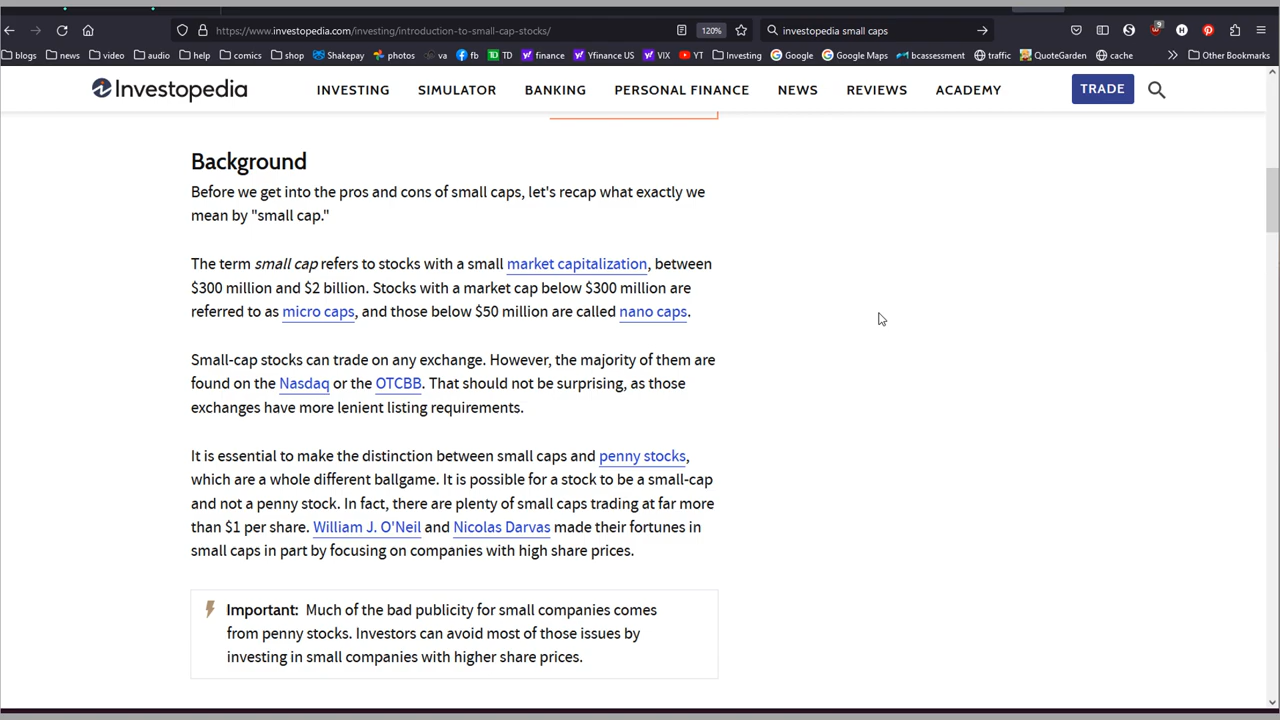 https://www.investopedia.com/investing/introduction-to-small-cap-stocks/ 120% investopedia small caps 9
blogs news video audio help comics shop Shakepay photos va fb TD finance Yfinance US VIX YT Investing Google Google Maps bcassessment traffic QuoteGarden cache Other Bookmarks
Investopedia INVESTING SIMULATOR BANKING PERSONAL FINANCE NEWS REVIEWS ACADEMY TRADE
Background
Before we get into the pros and cons of small caps, let's recap what exactly we
mean by "small cap."
The term small cap refers to stocks with a small market capitalization, between
$300 million and $2 billion. Stocks with a market cap below $300 million are
referred to as micro caps, and those below $50 million are called nano caps.
Small-cap stocks can trade on any exchange. However, the majority of them are
found on the Nasdaq or the OTCBB. That should not be surprising, as those
exchanges have more lenient listing requirements.
It is essential to make the distinction between small caps and penny stocks,
which are a whole different ballgame. It is possible for a stock to be a small-cap
and not a penny stock. In fact, there are plenty of small caps trading at far more
than $1 per share. William J. O'Neil and Nicolas Darvas made their fortunes in
small caps in part by focusing on companies with high share prices.
Important: Much of the bad publicity for small companies comes
from penny stocks. Investors can avoid most of those issues by
investing in small companies with higher share prices.